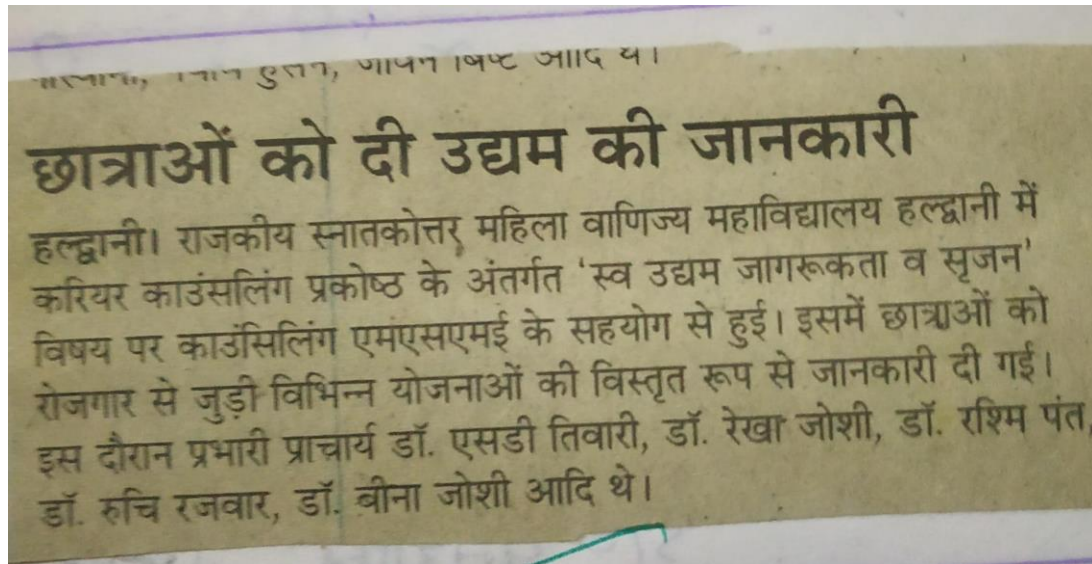 आदि थे।
छात्राओं को दी उद्यम की जानकारी
हल्द्वानी। राजकीय स्नातकोत्तर महिला वाणिज्य महाविद्यालय हल्द्वानी में
करियर काउंसलिंग प्रकोष्ठ के अंतर्गत 'स्व उद्यम जागरूकता व सृजन'
विषय पर काउंसिलिंग एमएसएमई के सहयोग से हुई। इसमें छात्राओं को
रोजगार से जुड़ी विभिन्न योजनाओं की विस्तृत रूप से जानकारी दी गई।
इस दौरान प्रभारी प्राचार्य डॉ. एसडी तिवारी, डॉ. रेखा जोशी, डॉ. रश्मि पंत,
डॉ. रुचि रजवार, डॉ. बीना जोशी आदि थे।